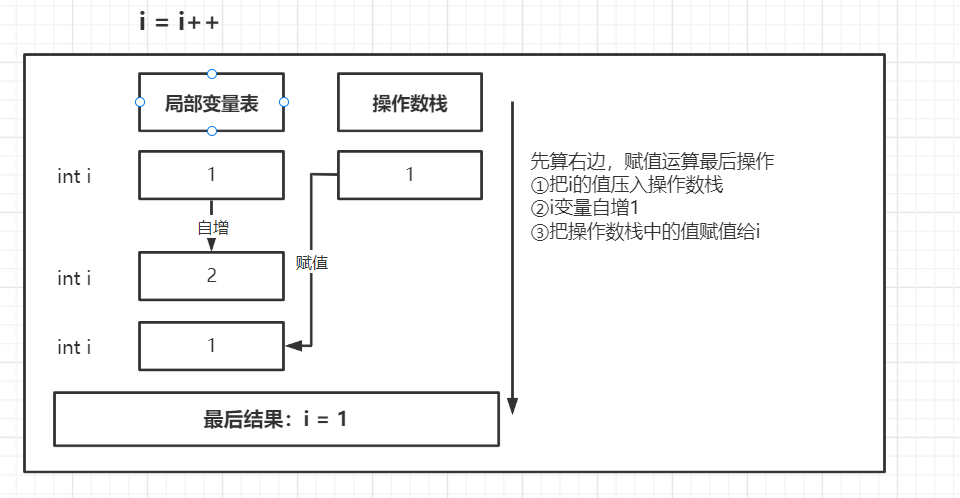 i = i++
局部变量表
操作数栈
int i
1
1
自增
赋值
int i
2
int i
1
最后结果：i = 1
先算右边，赋值运算最后操作
①把i的值压入操作数栈
②i变量自增1
③把操作数栈中的值赋值给i